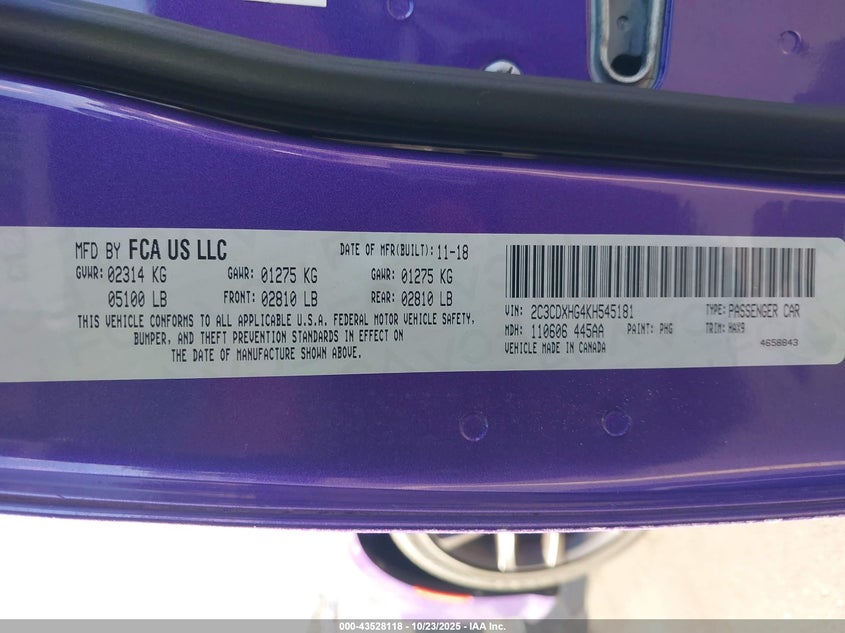 MFD BY FCA US LLC
DATE OF MFR(BUILT): 11-18
GVWR: 02314 KG GAWR: 01275 KG GAWR: 01275 KG
05100 LB FRONT: 02810 LB REAR: 02810 LB
THIS VEHICLE CONFORMS TO ALL APPLICABLE U.S.A. FEDERAL MOTOR VEHICLE SAFETY,
BUMPER, AND THEFT PREVENTION STANDARDS IN EFFECT ON
THE DATE OF MANUFACTURE SHOWN ABOVE.
VIN: 2C3CDXHG4KH545181 TYPE: PASSENGER CAR
MDH: 110606 445AA PAINT: PHG TRIM: HAX9
VEHICLE MADE IN CANADA 4658843
000-43528118 - 10/23/2025 - IAA Inc.